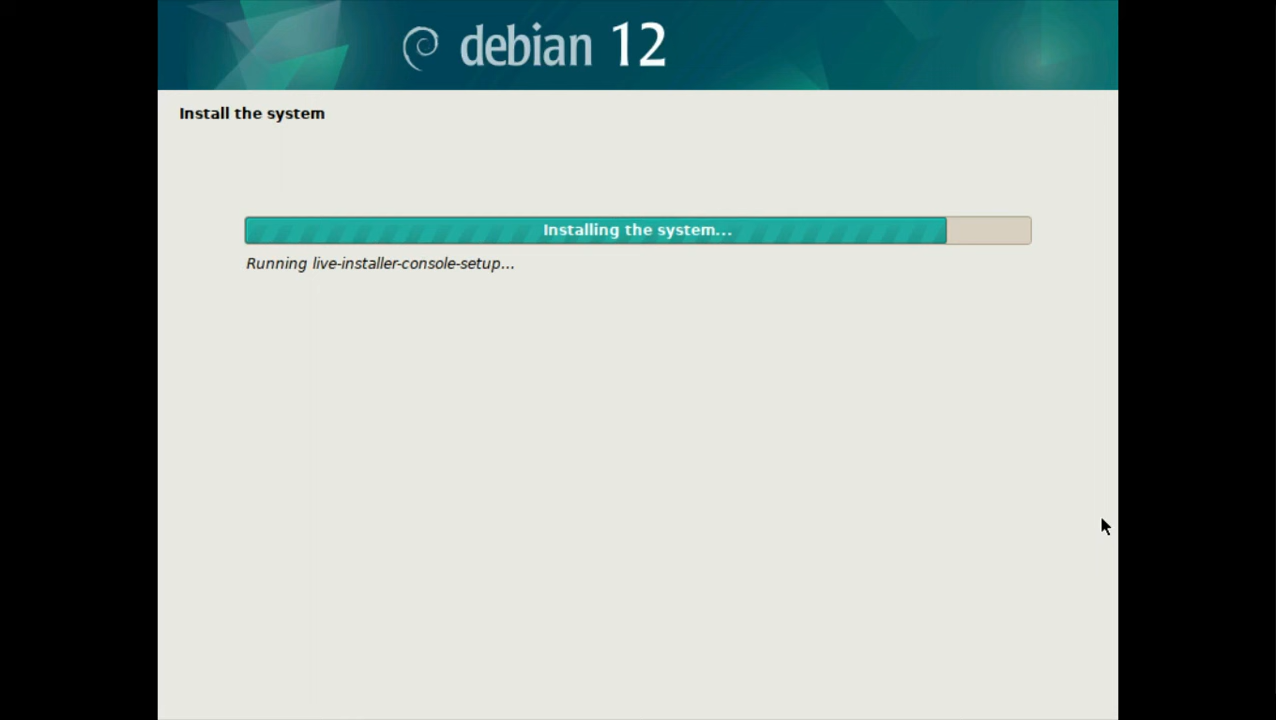 debian 12
Install the system
Installing the system...
Running live-installer-console-setup...